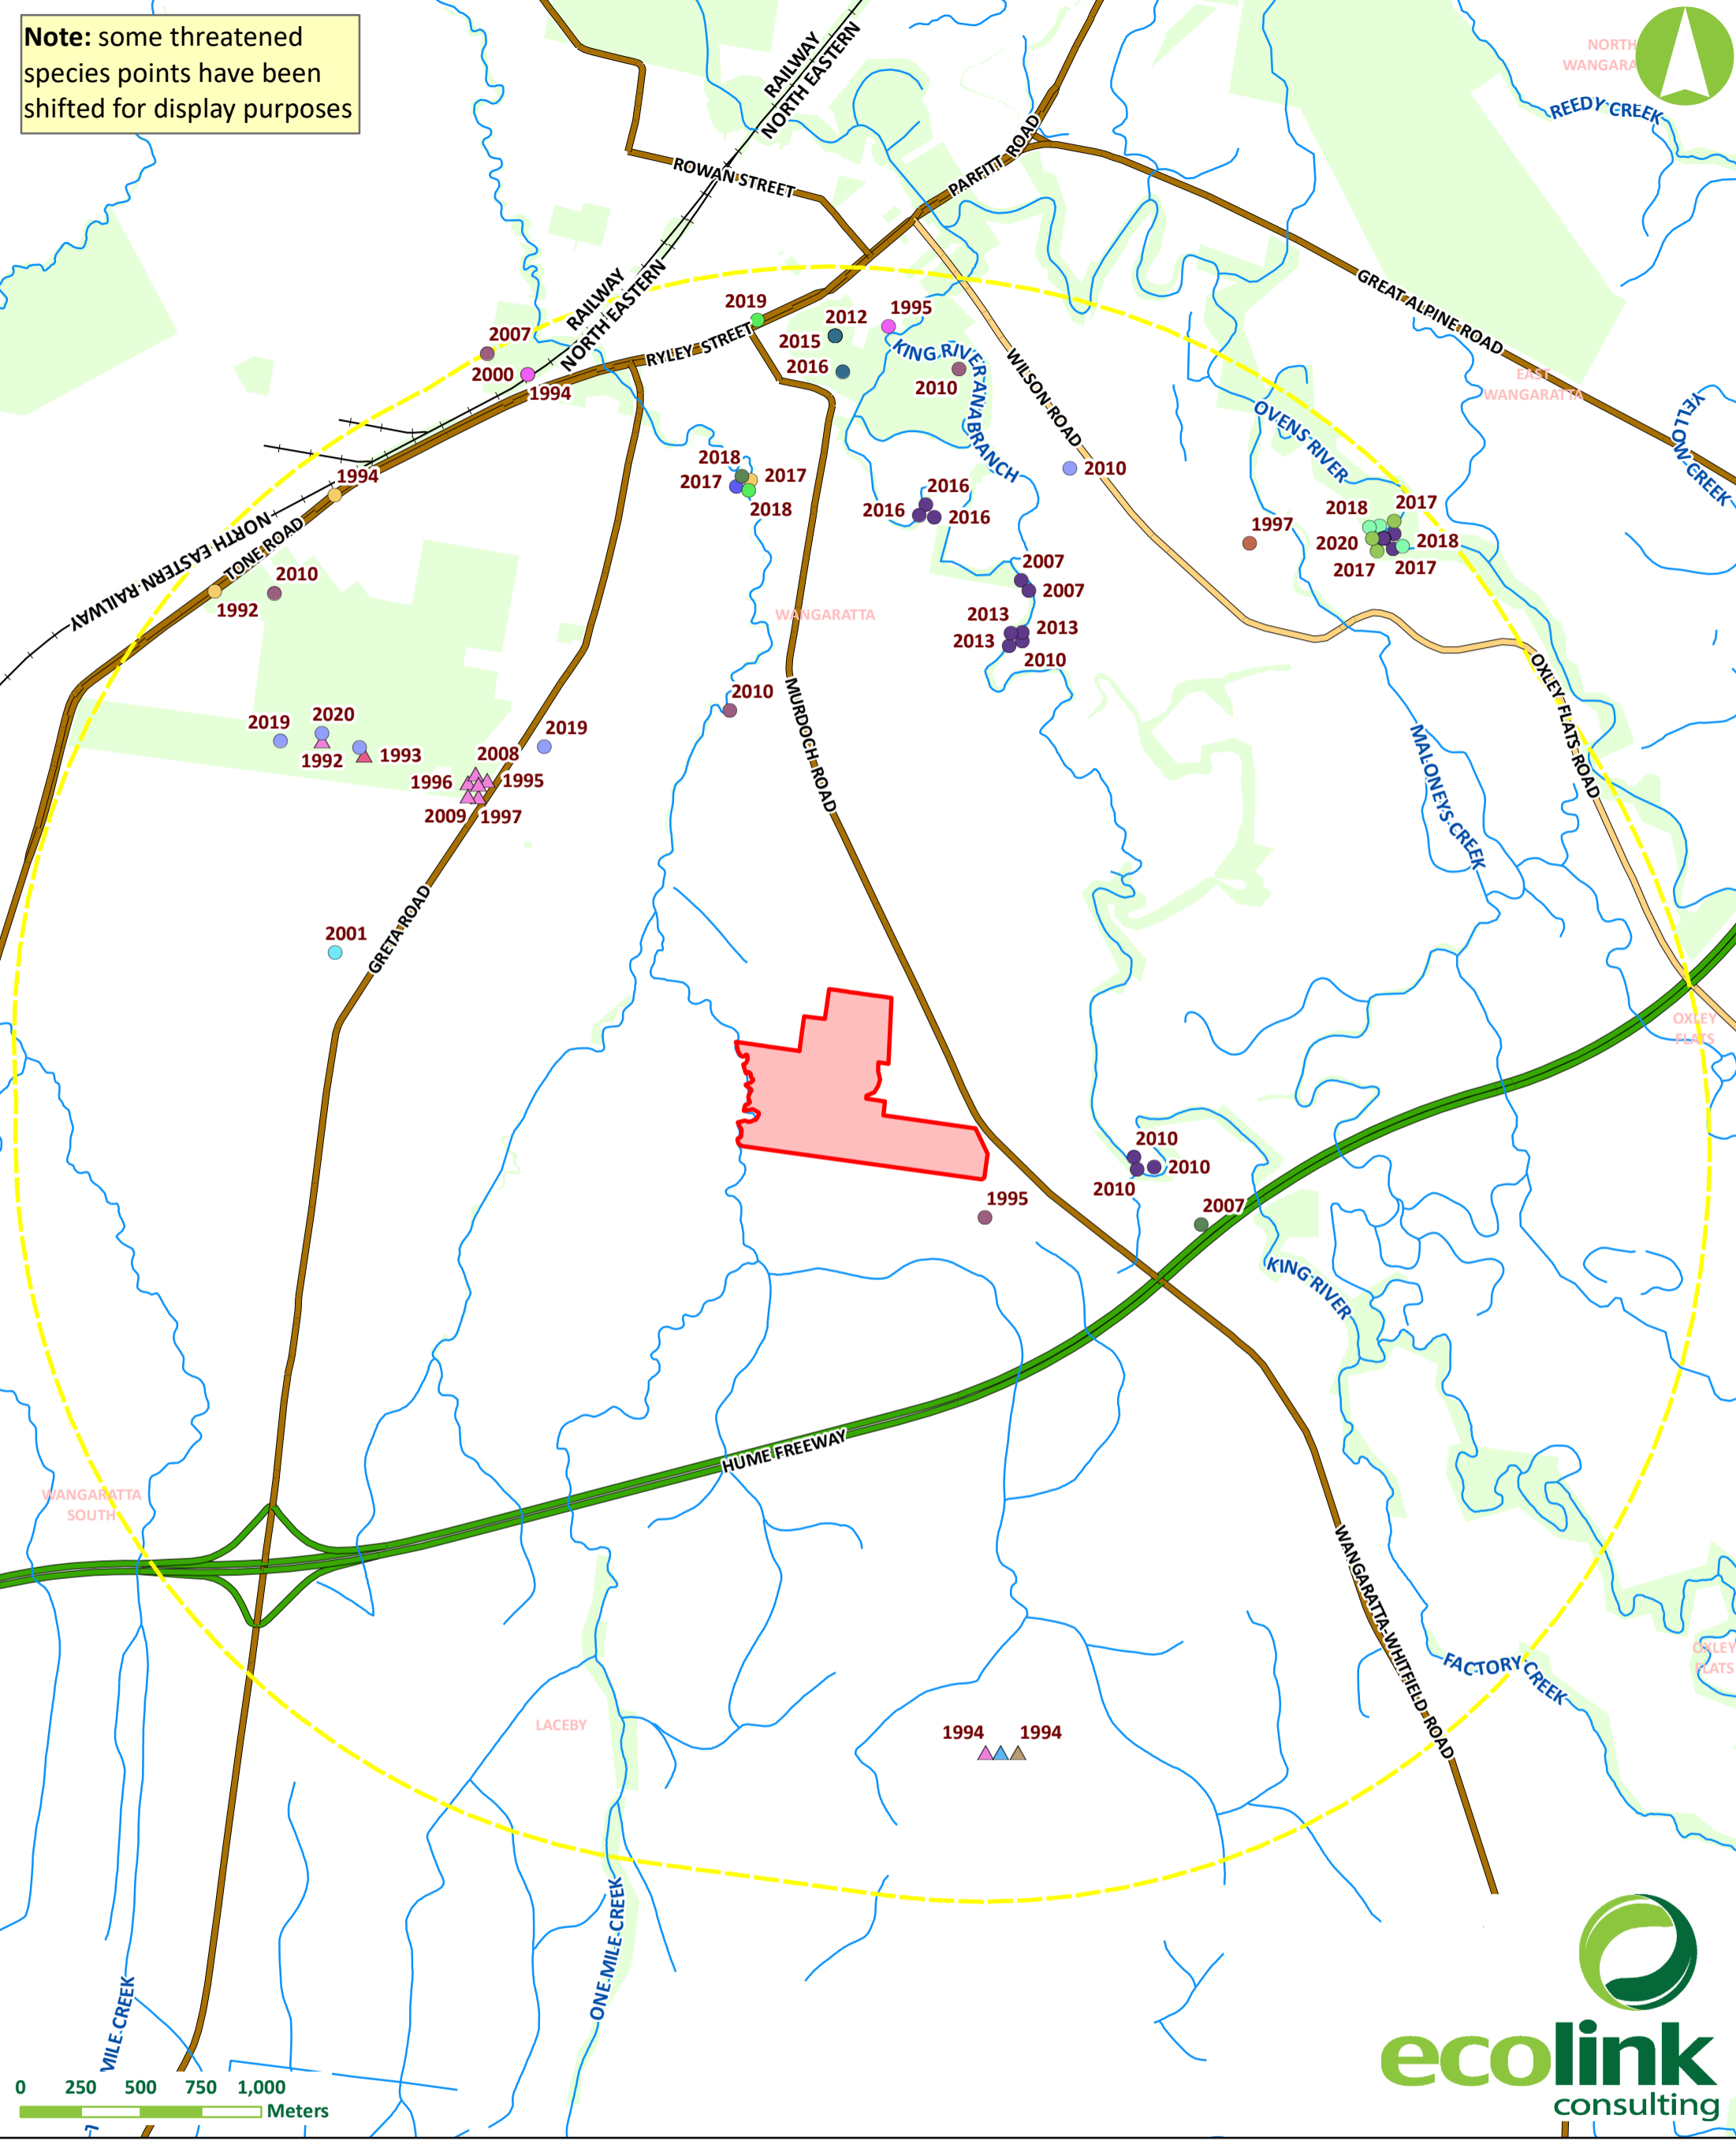 Note: some threatened
species points have been
shifted for display purposes
NORTH
REEDY CREEK
RAILWAY
NORTH EASTERN
ROWAN STREET
PARFITT ROAD
GREAT ALPINE ROAD
RAILWAY
NORTH EASTERN
2019
2012
1995
2015
2007
RYLEY STREET
KING RIVER
ANABRANCH
WILSON ROAD
2016
2000
1994
2010
EAST
WANGARATTA
YELLOW CREEK
OVENS RIVER
2018
2017
2017
2018
2010
1994
2016
2016
2016
2018
2017
1997
2020
2018
2017
2017
NORTH EASTERN RAILWAY
TONE ROAD
2010
1992
2007
2007
WANGARATTA
2013
2013
2013
2010
OXLEY FLATS ROAD
2010
MURDOCH ROAD
2019
2020
2019
1992
1993
2008
1996
1995
2009
1997
MALONEYS CREEK
GRETA ROAD
2001
OXLEY
FLATS
2010
2010
2010
1995
2007
KING RIVER
HUME FREEWAY
WANGARATTA
SOUTH
WANGARATTA-WHITFIELD ROAD
OXLEY
FLATS
FACTORY CREEK
LACEBY
1994
1994
ONE MILE CREEK
MILE CREEK
0 250 500 750 1,000
Meters
ecolink
consulting